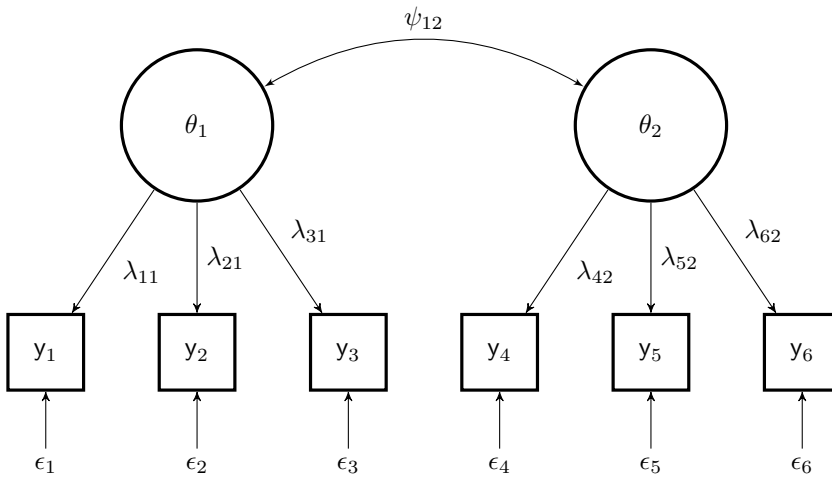 ψ₁₂
θ₁ θ₂
λ₁₁ λ₂₁ λ₃₁ λ₄₂ λ₅₂ λ₆₂
y₁ y₂ y₃ y₄ y₅ y₆
ϵ₁ ϵ₂ ϵ₃ ϵ₄ ϵ₅ ϵ₆